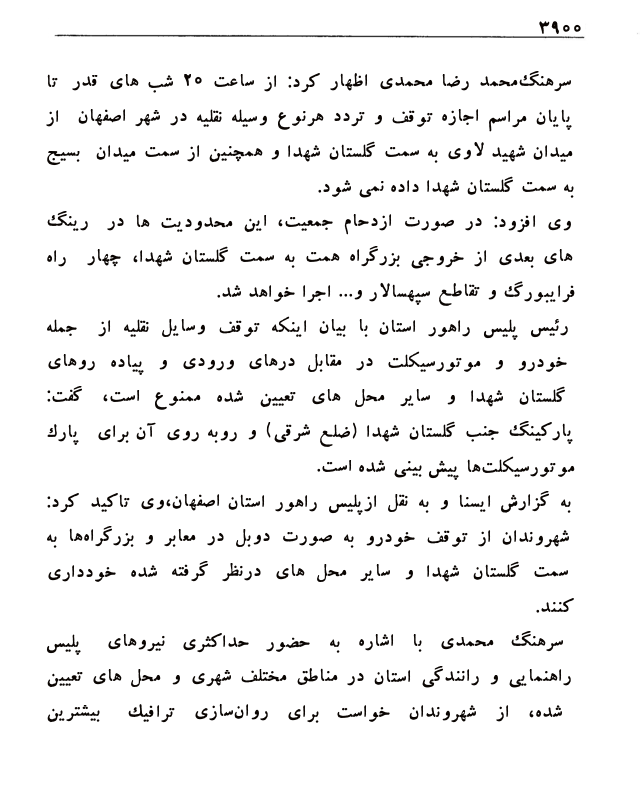 ۳۹۰۰
سرهنگ‌محمد رضا محمدی اظهار کرد: از ساعت ۲۰ شب های قدر تا
پایان مراسم اجازه توقف و تردد هرنوع وسیله نقلیه در شهر اصفهان از
میدان شهید لاوی به سمت گلستان شهدا و همچنین از سمت میدان بسیج
به سمت گلستان شهدا داده نمی شود.
وی افزود: در صورت ازدحام جمعیت، این محدودیت ها در رینگ
های بعدی از خروجی بزرگراه همت به سمت گلستان شهدا، چهار راه
فرایبورگ و تقاطع سپهسالار و... اجرا خواهد شد.
رئیس پلیس راهور استان با بیان اینکه توقف وسایل نقلیه از جمله
خودرو و موتورسیکلت در مقابل درهای ورودی و پیاده روهای
گلستان شهدا و سایر محل های تعیین شده ممنوع است، گفت:
پارکینگ جنب گلستان شهدا (ضلع شرقی) و روبه روی آن برای پارك
موتورسیکلت‌ها پیش بینی شده است.
به گزارش ایسنا و به نقل ازپلیس راهور استان اصفهان،وی تاکید کرد:
شهروندان از توقف خودرو به صورت دوبل در معابر و بزرگراه‌ها به
سمت گلستان شهدا و سایر محل های درنظر گرفته شده خودداری
کنند.
سرهنگ محمدی با اشاره به حضور حداکثری نیروهای پلیس
راهنمایی و رانندگی استان در مناطق مختلف شهری و محل های تعیین
شده، از شهروندان خواست برای روان‌سازی ترافیك بیشترین